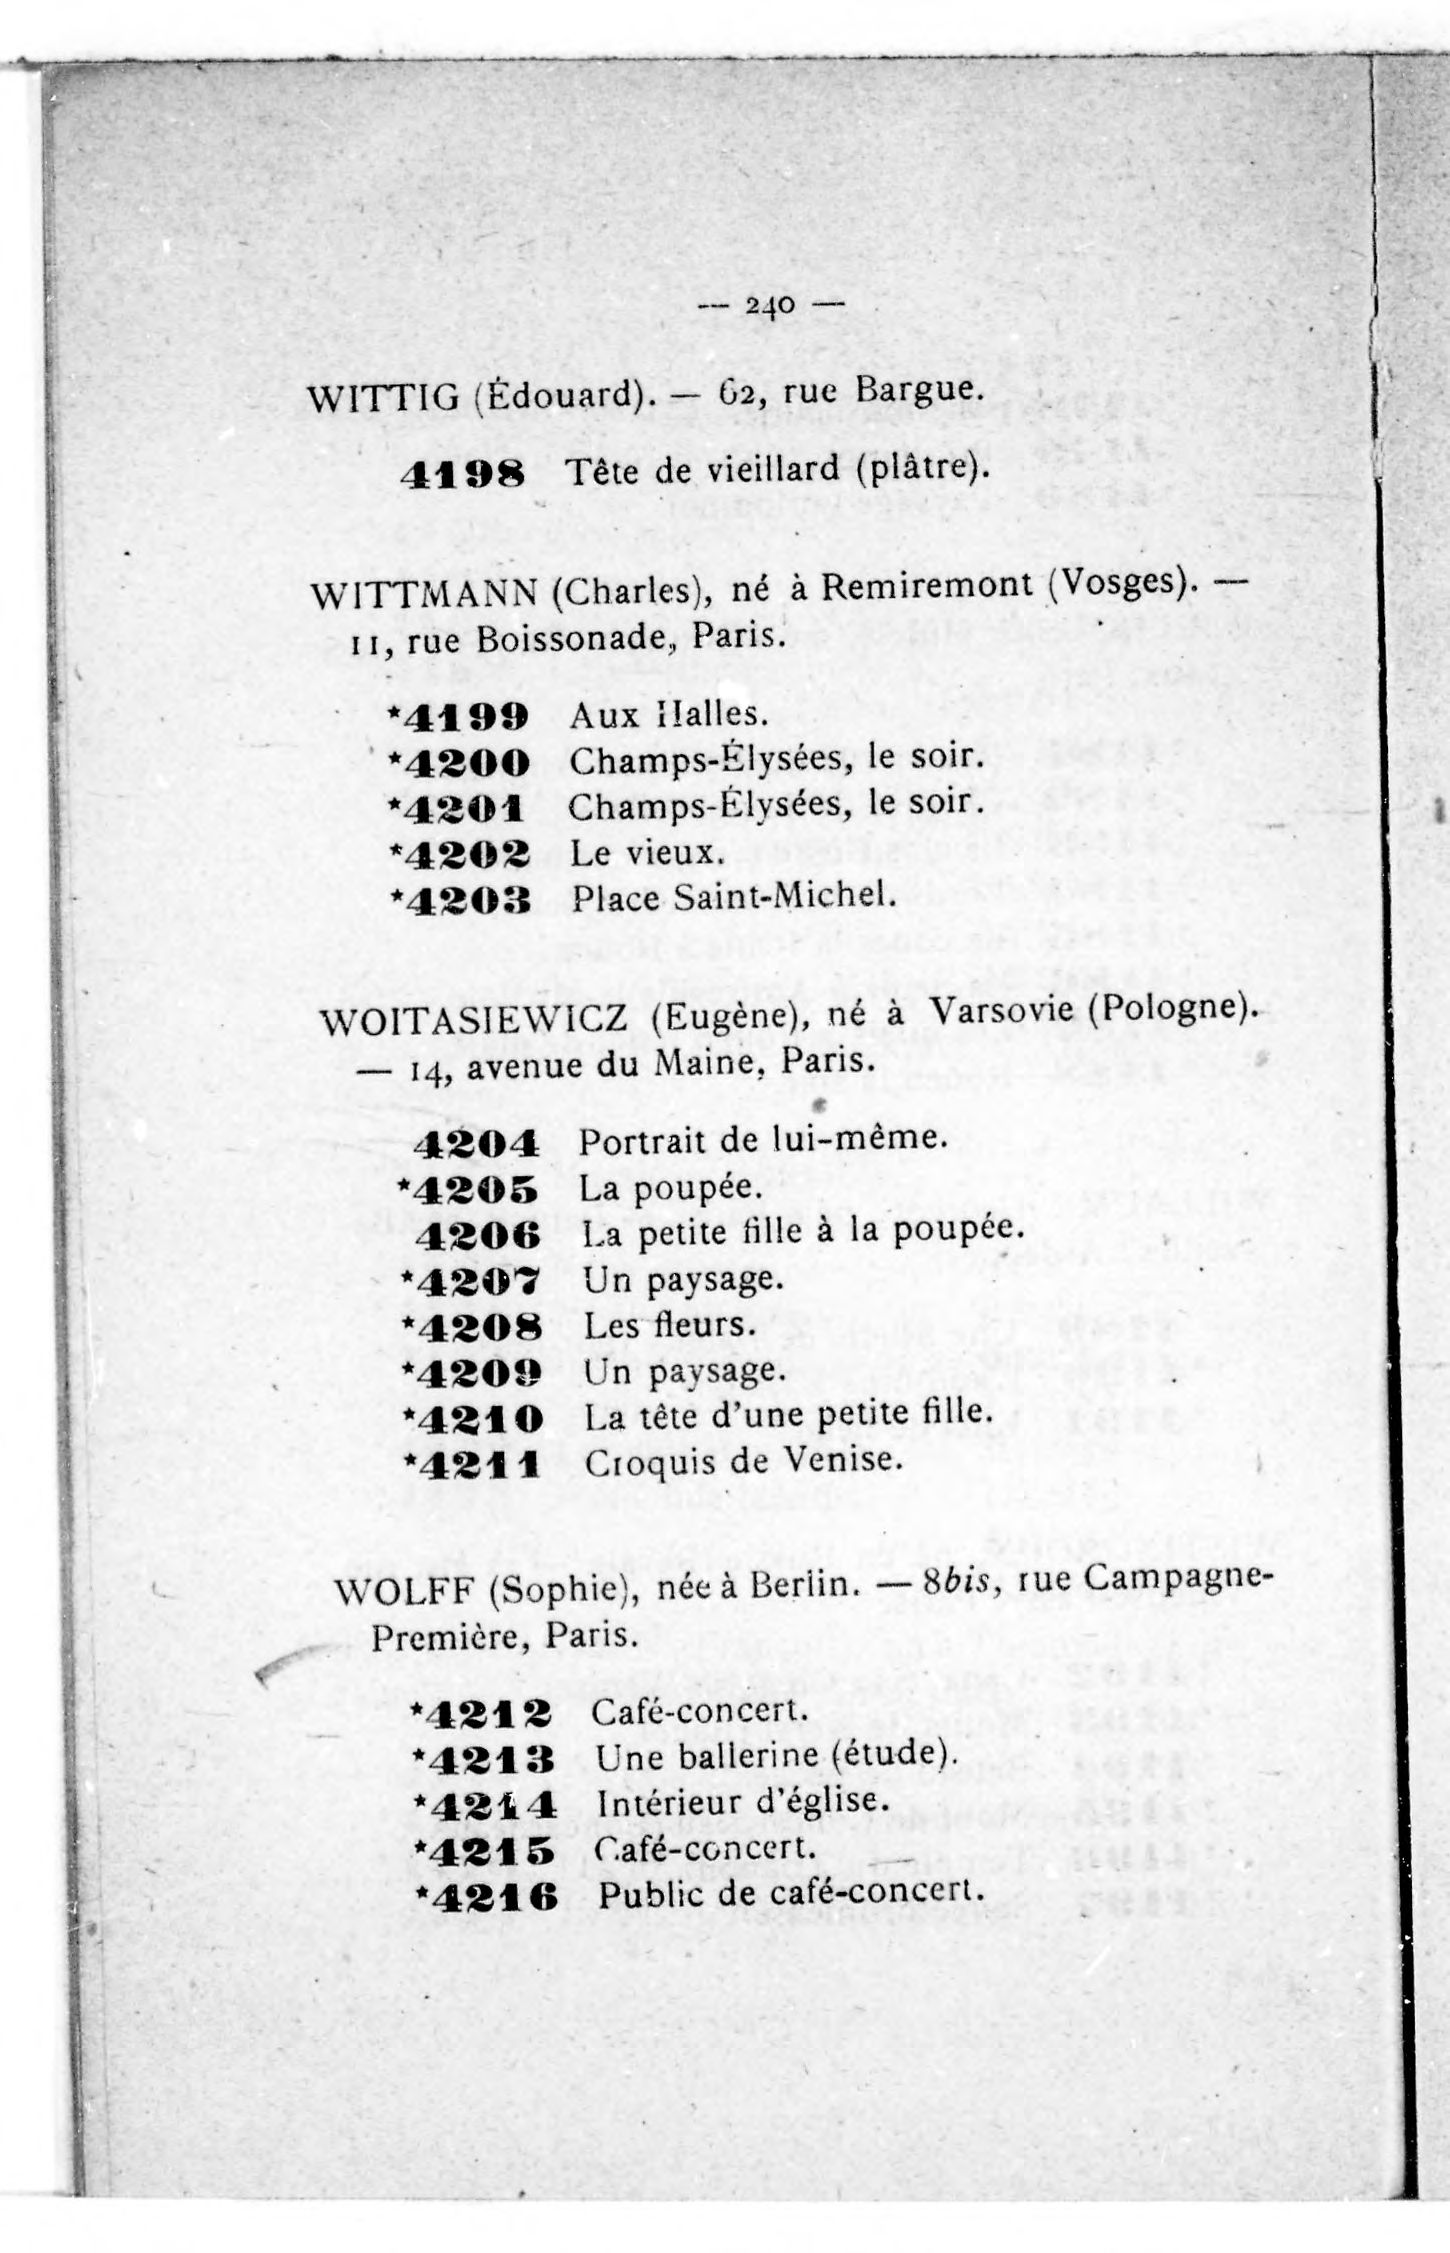 — 240 —
WITTIG (Édouard). — 62, rue Bargue.
4198 Tête de vieillard (plâtre).
WITTMANN (Charles), né à Remiremont (Vosges). —
11, rue Boissonade, Paris.
*4199 Aux Halles.
*4200 Champs-Élysées, le soir.
*4201 Champs-Élysées, le soir.
*4202 Le vieux.
*4203 Place Saint-Michel.
WOITASIEWICZ (Eugène), né à Varsovie (Pologne).
— 14, avenue du Maine, Paris.
4204 Portrait de lui-même.
*4205 La poupée.
4206 La petite fille à la poupée.
*4207 Un paysage.
*4208 Les fleurs.
*4209 Un paysage.
*4210 La tête d'une petite fille.
*4211 Croquis de Venise.
WOLFF (Sophie), née à Berlin. — 8bis, rue Campagne-
Première, Paris.
*4212 Café-concert.
*4213 Une ballerine (étude).
*4214 Intérieur d'église.
*4215 Café-concert.
*4216 Public de café-concert.